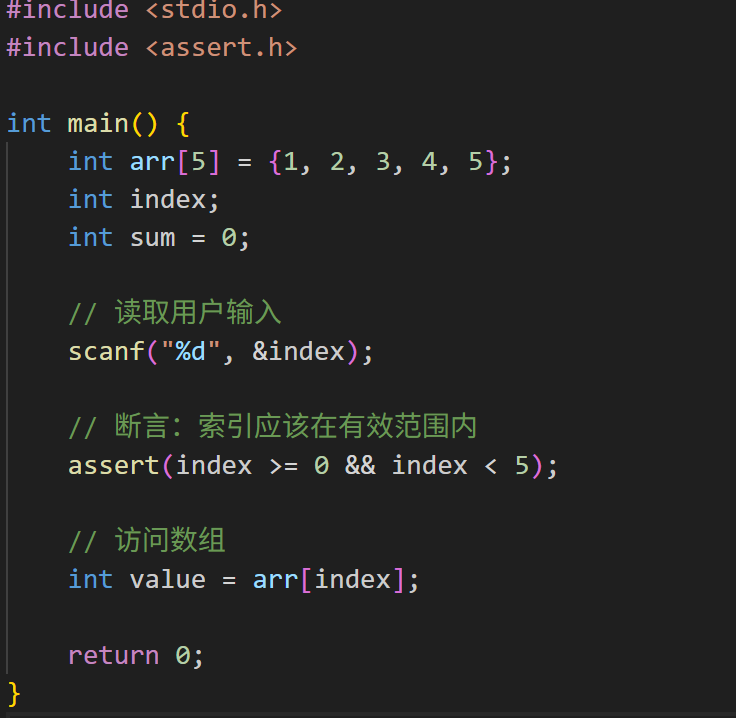 #include <stdio.h>
#include <assert.h>
int main() {
int arr[5] = {1, 2, 3, 4, 5};
int index;
int sum = 0;
// 读取用户输入
scanf("%d", &index);
// 断言：索引应该在有效范围内
assert(index >= 0 && index < 5);
// 访问数组
int value = arr[index];
return 0;
}